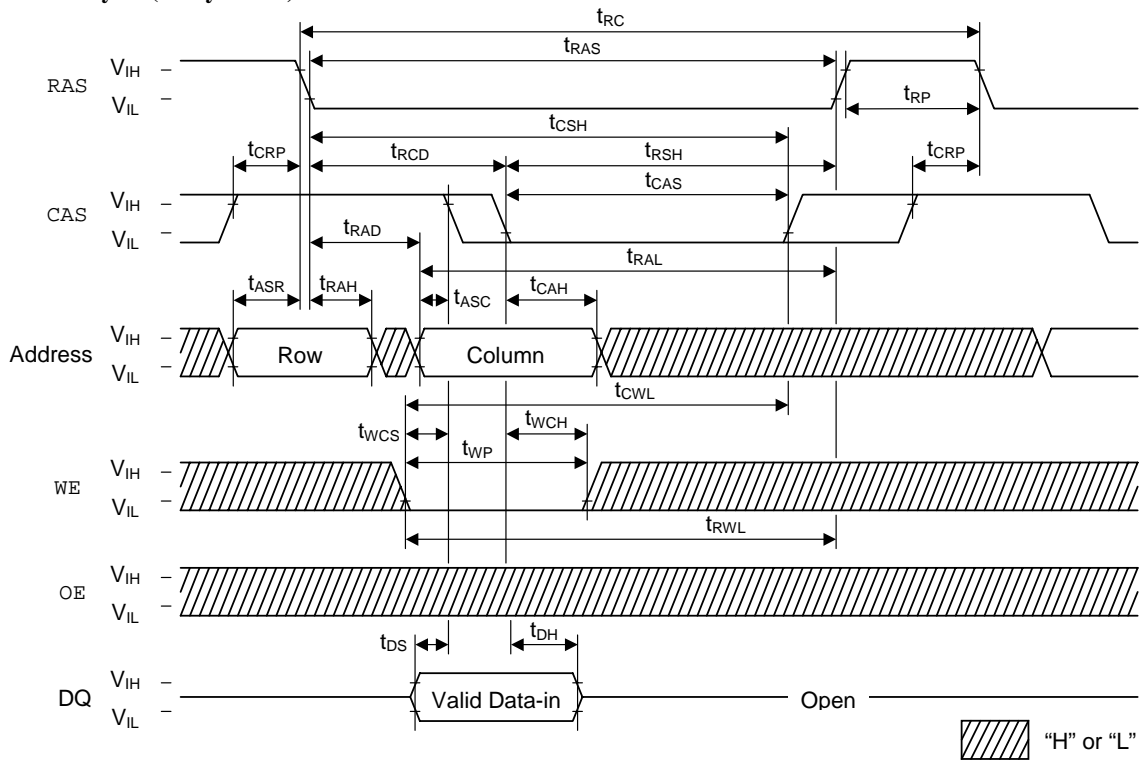 tRC
VIH
tRAS
RAS
VIL
tRP
tCSH
tCRP
tRCD
tRSH
tCRP
VIH
tCAS
CAS
VIL
tRAD
tRAL
tASR
tRAH
tASC
tCAH
VIH
Address
Row
Column
VIL
tCWL
tWCS
tWCH
tWP
VIH
WE
VIL
tRWL
VIH
OE
VIL
tDS
tDH
VIH
DQ
Valid Data-in
Open
VIL
“H” or “L”